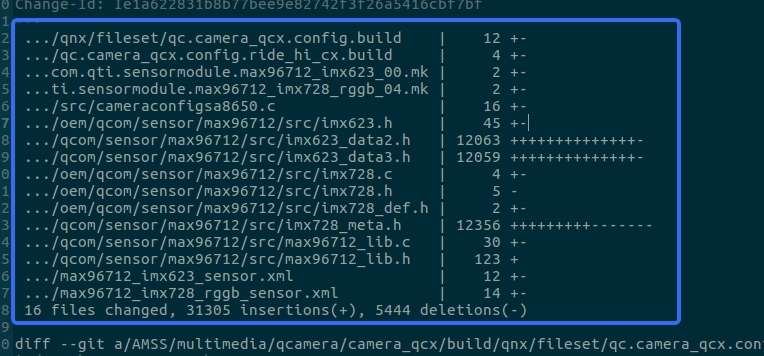 0 Change-Id: Ie1a622831b8b77bee9e82742f3f26a5416cbf7bf
1
2 .../qnx/fileset/qc.camera_qcx.config.build | 12 +-
3 .../qc.camera_qcx.config.ride_hi_cx.build | 4 +-
4 ...com.qti.sensormodule.max96712_imx623_00.mk | 2 +-
5 ...ti.sensormodule.max96712_imx728_rggb_04.mk | 2 +-
6 .../src/cameraconfigsa8650.c | 16 +-
7 .../oem/qcom/sensor/max96712/src/imx623.h | 45 +-
8 .../qcom/sensor/max96712/src/imx623_data2.h | 12063 ++++++++++++++-
9 .../qcom/sensor/max96712/src/imx623_data3.h | 12059 ++++++++++++++-
0 .../oem/qcom/sensor/max96712/src/imx728.c | 4 +-
1 .../oem/qcom/sensor/max96712/src/imx728.h | 5 -
2 .../oem/qcom/sensor/max96712/src/imx728_def.h | 2 +-
3 .../qcom/sensor/max96712/src/imx728_meta.h | 12356 +++++++++-------
4 .../qcom/sensor/max96712/src/max96712_lib.c | 30 +-
5 .../qcom/sensor/max96712/src/max96712_lib.h | 123 +
6 .../max96712_imx623_sensor.xml | 12 +-
7 .../max96712_imx728_rggb_sensor.xml | 14 +-
8 16 files changed, 31305 insertions(+), 5444 deletions(-)
9
0 diff --git a/AMSS/multimedia/qcamera/camera_qcx/build/qnx/fileset/qc.camera_qcx.con